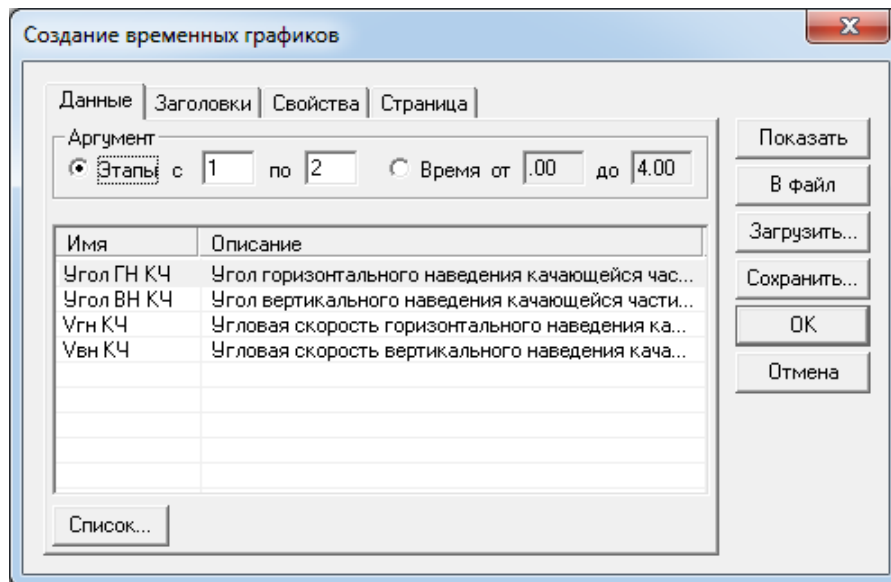 Создание временных графиков
Данные Заголовки Свойства Страница
Аргумент
Этапы с 1 по 2 Время от .00 до 4.00
Имя Описание
Угол ГН КЧ Угол горизонтального наведения качающейся час...
Угол ВН КЧ Угол вертикального наведения качающейся части...
Vгн КЧ Угловая скорость горизонтального наведения ка...
Vвн КЧ Угловая скорость вертикального наведения кача...
Список...
Показать
В файл
Загрузить...
Сохранить...
OK
Отмена